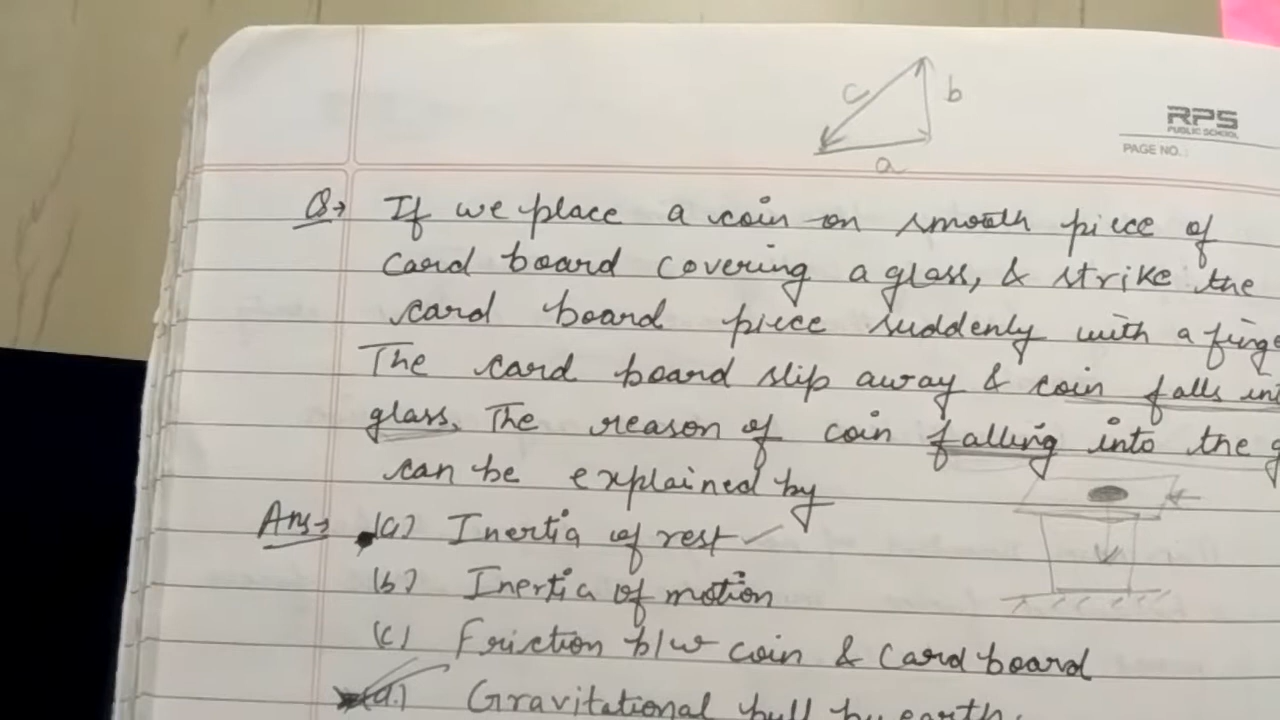 c b
a
RPS
PUBLIC SCHOOL
PAGE NO.:
Q→ If we place a coin on smooth piece of
card board covering a glass, & strike the
card board piece suddenly with a
The card board slip away & coin falls
glass. The reason of coin falling into the
can be explained by
Ans→ (a) Inertia of rest ✓
(b) Inertia of motion
(c) Friction b/w coin & card board
(d.) Gravitational pull by earth.